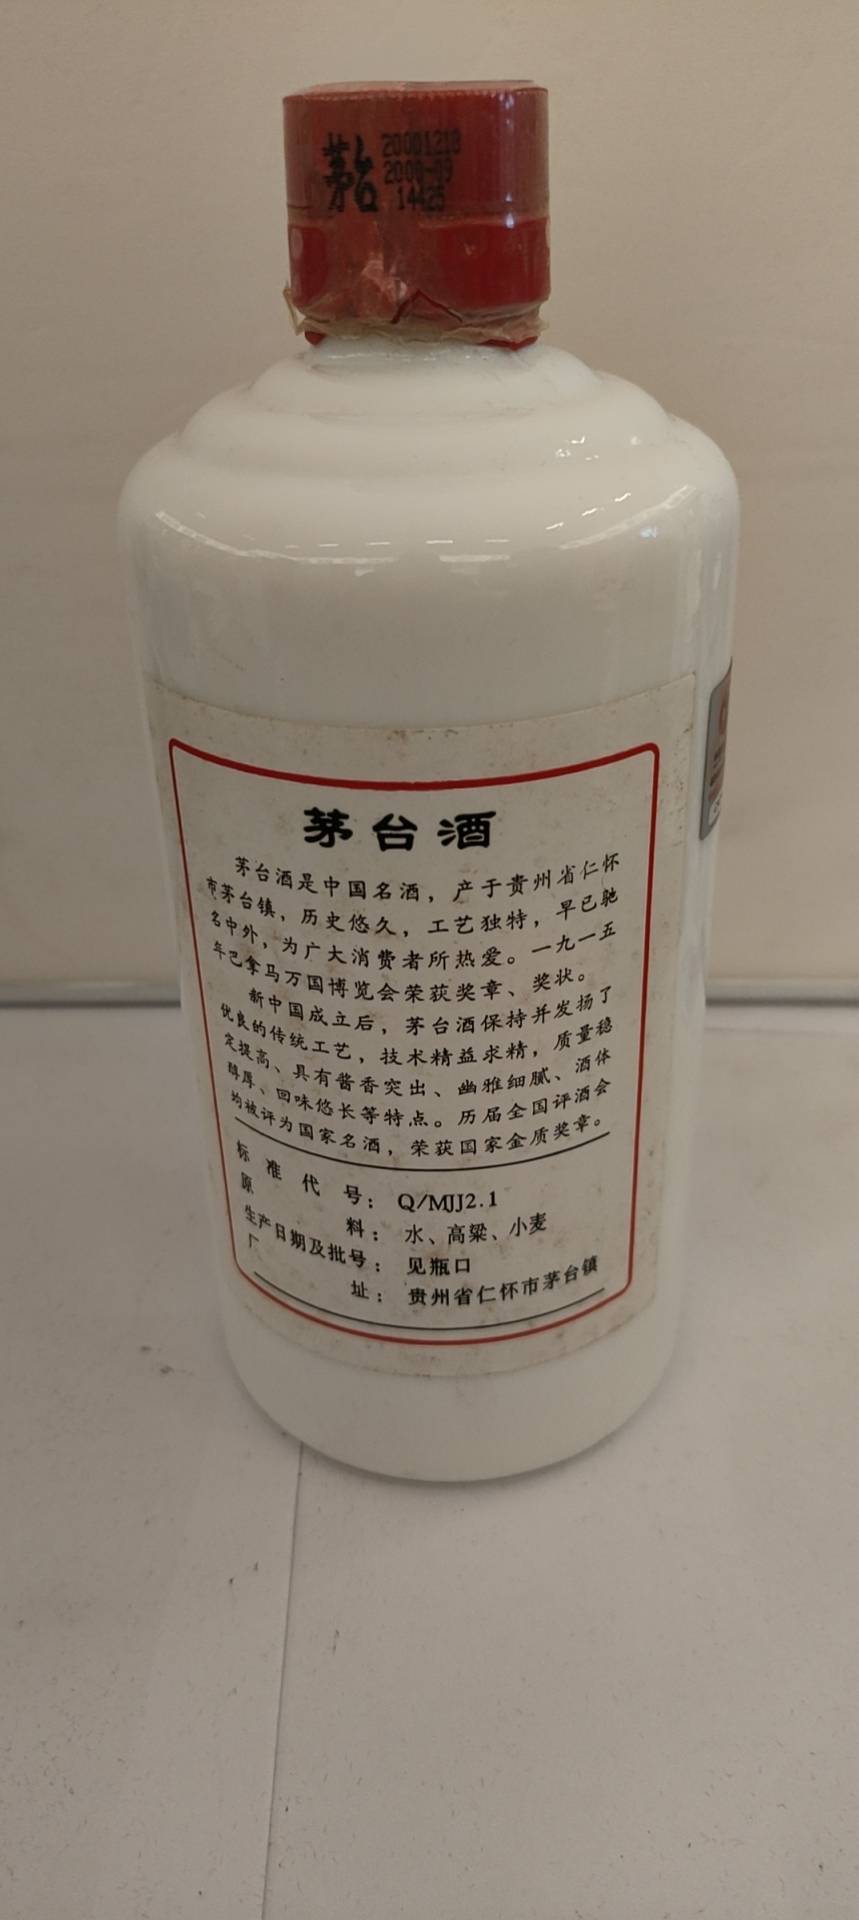 茅台
20001218
2000-09
14425
茅台酒
茅台酒是中国名酒，产于贵州省仁怀
市茅台镇，历史悠久，工艺独特，早已驰
名中外，为广大消费者所热爱。一九一五
年巴拿马万国博览会荣获奖章、奖状。
新中国成立后，茅台酒保持并发扬了
优良的传统工艺，技术精益求精，质量稳
定提高、具有酱香突出、幽雅细腻、酒体
醇厚、回味悠长等特点。历届全国评酒会
均被评为国家名酒，荣获国家金质奖章。
标准代号：Q/MJJ2.1
原料：水、高粱、小麦
生产日期及批号：见瓶口
厂址：贵州省仁怀市茅台镇